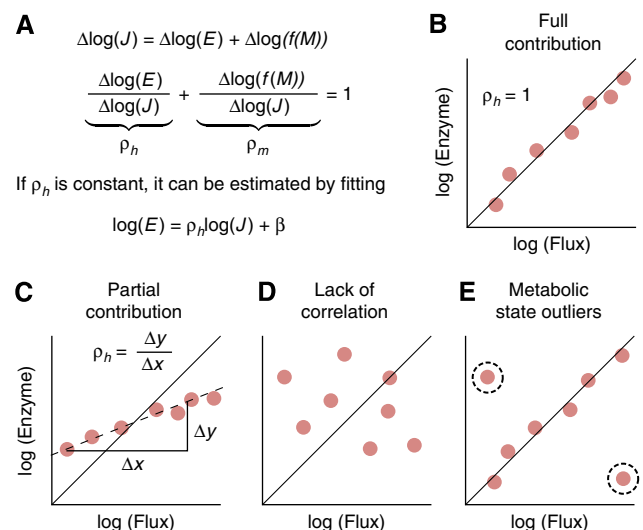 A
Δlog(J) = Δlog(E) + Δlog(f(M))
Δlog(E)
Δlog(J)
+
Δlog(f(M))
Δlog(J)
= 1
ρh
ρm
If ρh is constant, it can be estimated by fitting
log(E) = ρhlog(J) + β
B
Full
contribution
ρh = 1
log (Enzyme)
log (Flux)
C
Partial
contribution
ρh = Δy
Δx
Δy
Δx
log (Enzyme)
log (Flux)
D
Lack of
correlation
log (Flux)
E
Metabolic
state outliers
log (Enzyme)
log (Flux)